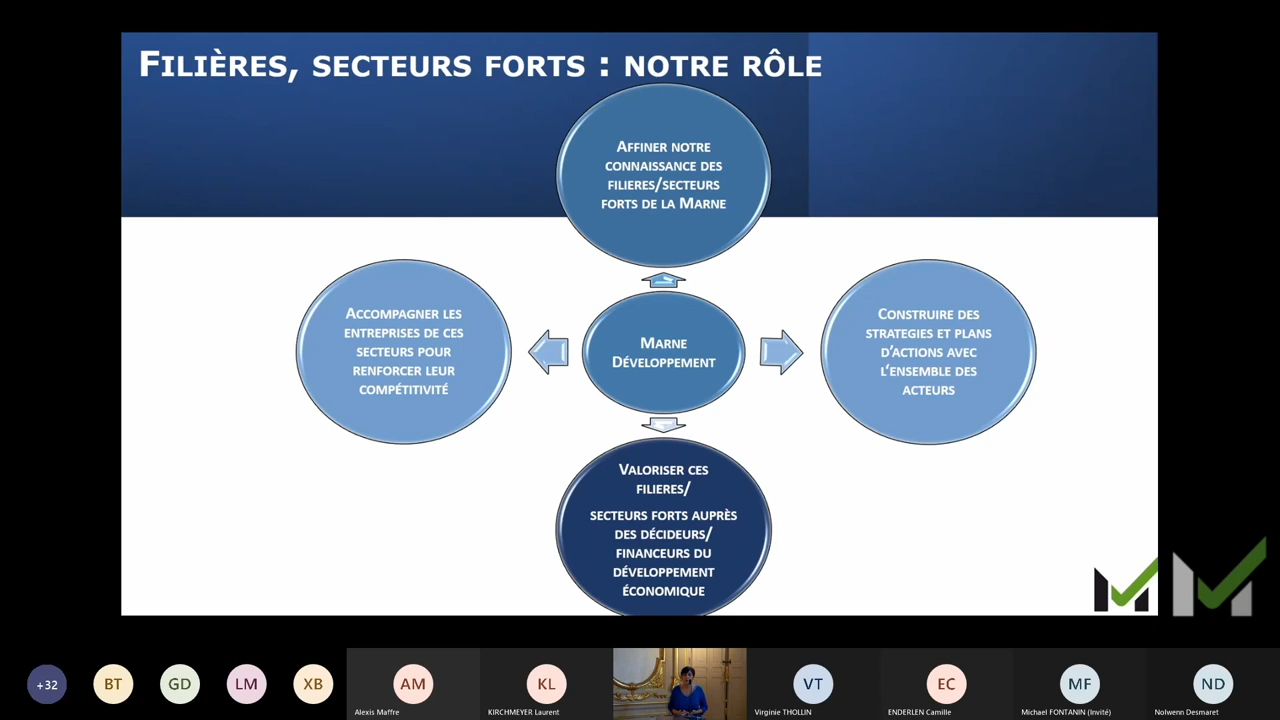 FILIÈRES, SECTEURS FORTS : NOTRE RÔLE
AFFINER NOTRE
CONNAISSANCE DES
FILIERES/SECTEURS
FORTS DE LA MARNE
ACCOMPAGNER LES
ENTREPRISES DE CES
SECTEURS POUR
RENFORCER LEUR
COMPÉTITIVITÉ
MARNE
DÉVELOPPEMENT
CONSTRUIRE DES
STRATEGIES ET PLANS
D’ACTIONS AVEC
L‘ENSEMBLE DES
ACTEURS
VALORISER CES
FILIERES/
SECTEURS FORTS AUPRÈS
DES DÉCIDEURS/
FINANCEURS DU
DÉVELOPPEMENT
ÉCONOMIQUE
+32
BT
GD
LM
XB
AM
KL
VT
EC
MF
ND
Alexis Maffre
KIRCHMEYER Laurent
Virginie THOLLIN
ENDERLEN Camille
Michael FONTANIN (Invité)
Nolwenn Desmaret